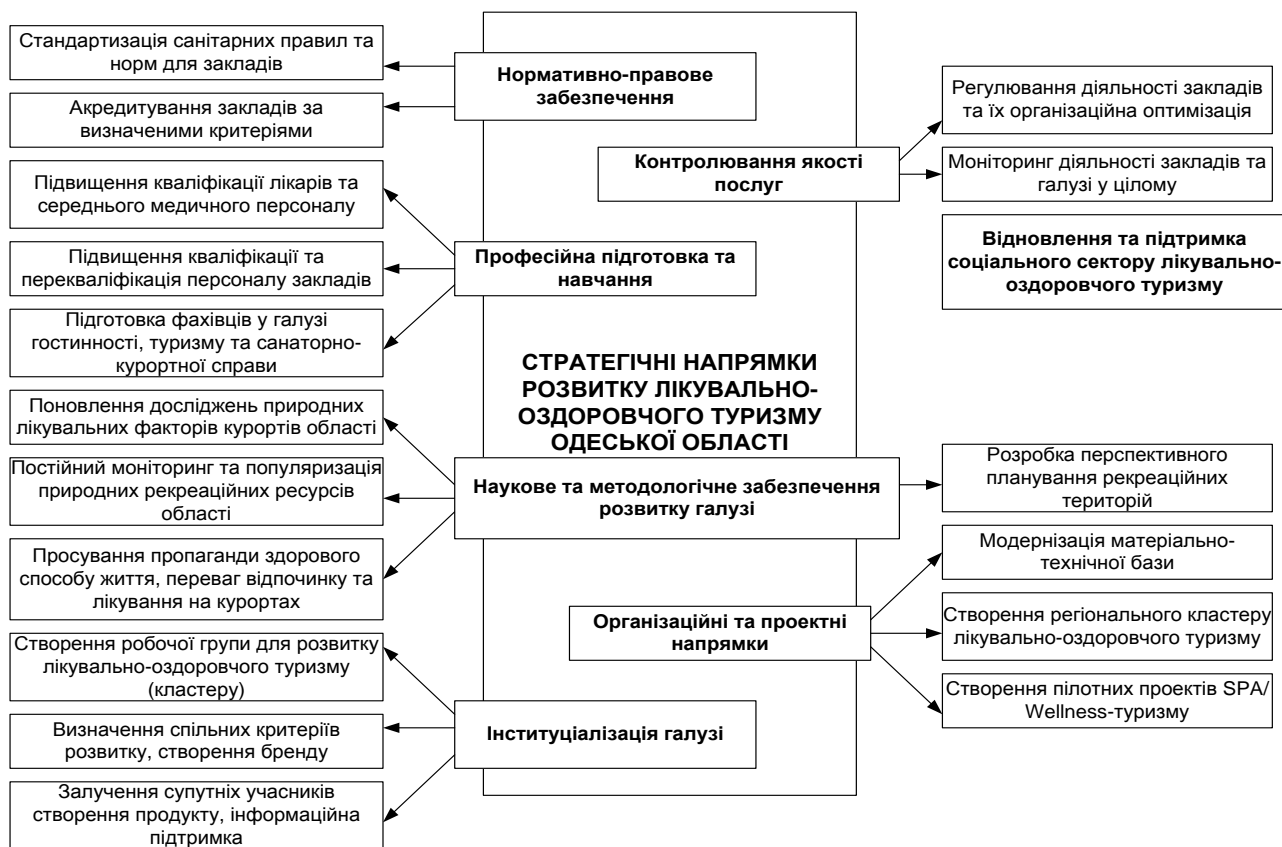 Стандартизація санітарних правил та
норм для закладів
Акредитування закладів за
визначеними критеріями
Підвищення кваліфікації лікарів та
середнього медичного персоналу
Підвищення кваліфікації та
перекваліфікація персоналу закладів
Підготовка фахівців у галузі
гостинності, туризму та санаторно-
курортної справи
Поновлення досліджень природних
лікувальних факторів курортів області
Постійний моніторинг та популяризація
природних рекреаційних ресурсів
області
Просування пропаганди здорового
способу життя, переваг відпочинку та
лікування на курортах
Створення робочої групи для розвитку
лікувально-оздоровчого туризму
(кластеру)
Визначення спільних критеріїв
розвитку, створення бренду
Залучення супутніх учасників
створення продукту, інформаційна
підтримка
Нормативно-правове
забезпечення
Контролювання якості
послуг
Професійна підготовка та
навчання
СТРАТЕГІЧНІ НАПРЯМКИ
РОЗВИТКУ ЛІКУВАЛЬНО-
ОЗДОРОВЧОГО ТУРИЗМУ
ОДЕСЬКОЇ ОБЛАСТІ
Наукове та методологічне забезпечення
розвитку галузі
Організаційні та проектні
напрямки
Інституціалізація галузі
Регулювання діяльності закладів
та їх організаційна оптимізація
Моніторинг діяльності закладів та
галузі у цілому
Відновлення та підтримка
соціального сектору лікувально-
оздоровчого туризму
Розробка перспективного
планування рекреаційних
територій
Модернізація матеріально-
технічної бази
Створення регіонального кластеру
лікувально-оздоровчого туризму
Створення пілотних проектів SPA/
Wellness-туризму